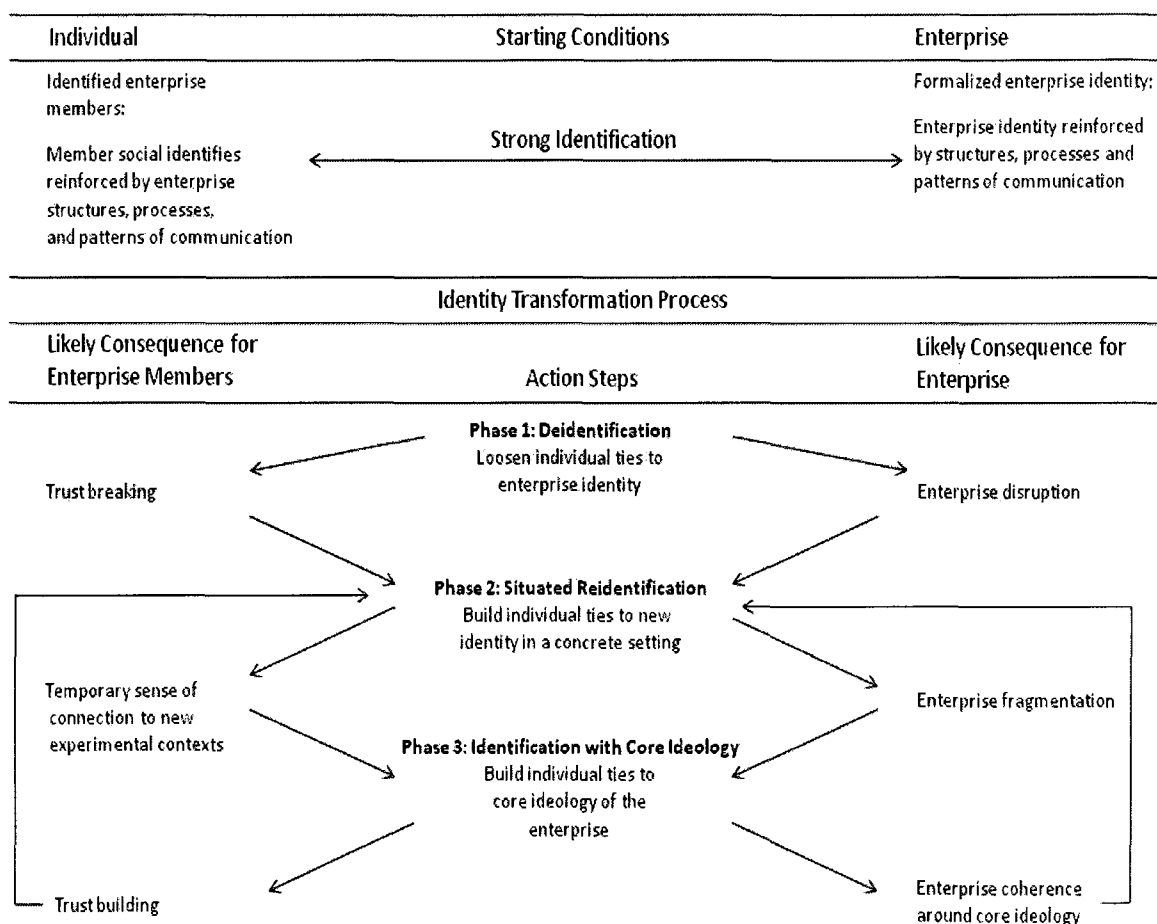 Individual
Starting Conditions
Enterprise
Identified enterprise
members:
Member social identifies
reinforced by enterprise
structures, processes,
and patterns of communication
Strong Identification
Formalized enterprise identity:
Enterprise identity reinforced
by structures, processes and
patterns of communication
Identity Transformation Process
Likely Consequence for
Enterprise Members
Action Steps
Likely Consequence for
Enterprise
Phase 1: Deidentification
Loosen individual ties to
enterprise identity
Trust breaking
Enterprise disruption
Phase 2: Situated Reidentification
Build individual ties to new
identity in a concrete setting
Temporary sense of
connection to new
experimental contexts
Enterprise fragmentation
Phase 3: Identification with Core Ideology
Build individual ties to
core ideology of the
enterprise
Trust building
Enterprise coherence
around core ideology